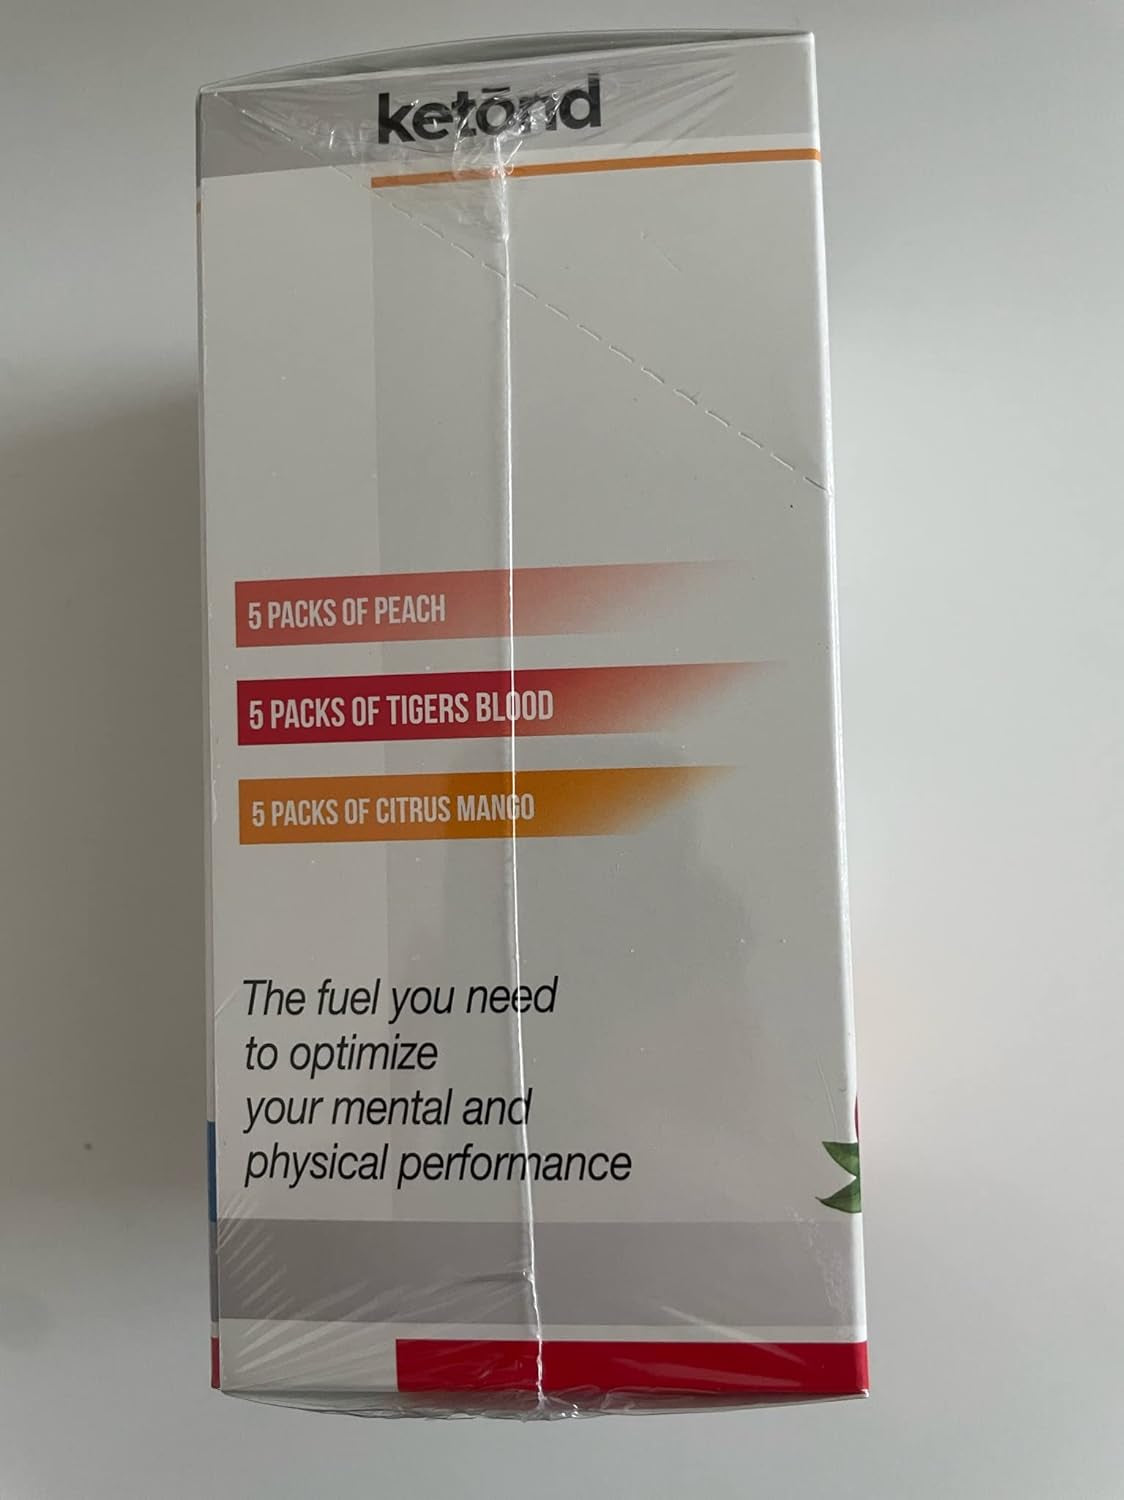 ketōnd
5 PACKS OF PEACH
5 PACKS OF TIGERS BLOOD
5 PACKS OF CITRUS MANGO
The fuel you need
to optimize
your mental and
physical performance